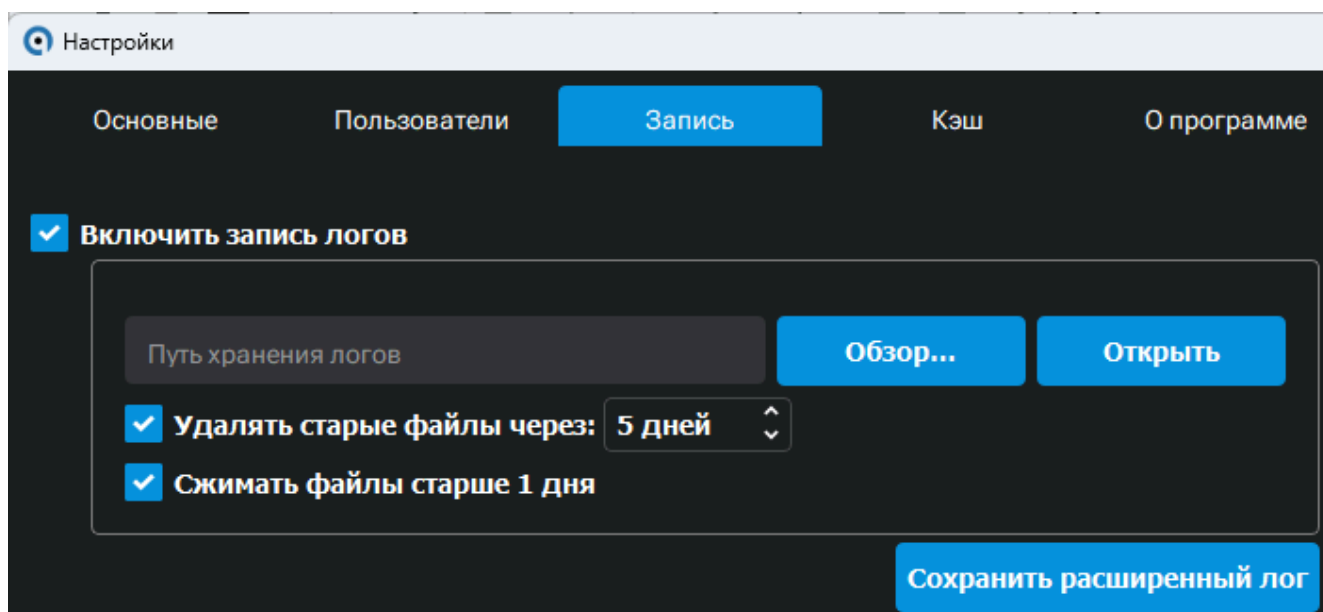 Настройки
Основные Пользователи Запись Кэш О программе
Включить запись логов
Путь хранения логов Обзор... Открыть
Удалять старые файлы через: 5 дней
Сжимать файлы старше 1 дня
Сохранить расширенный лог